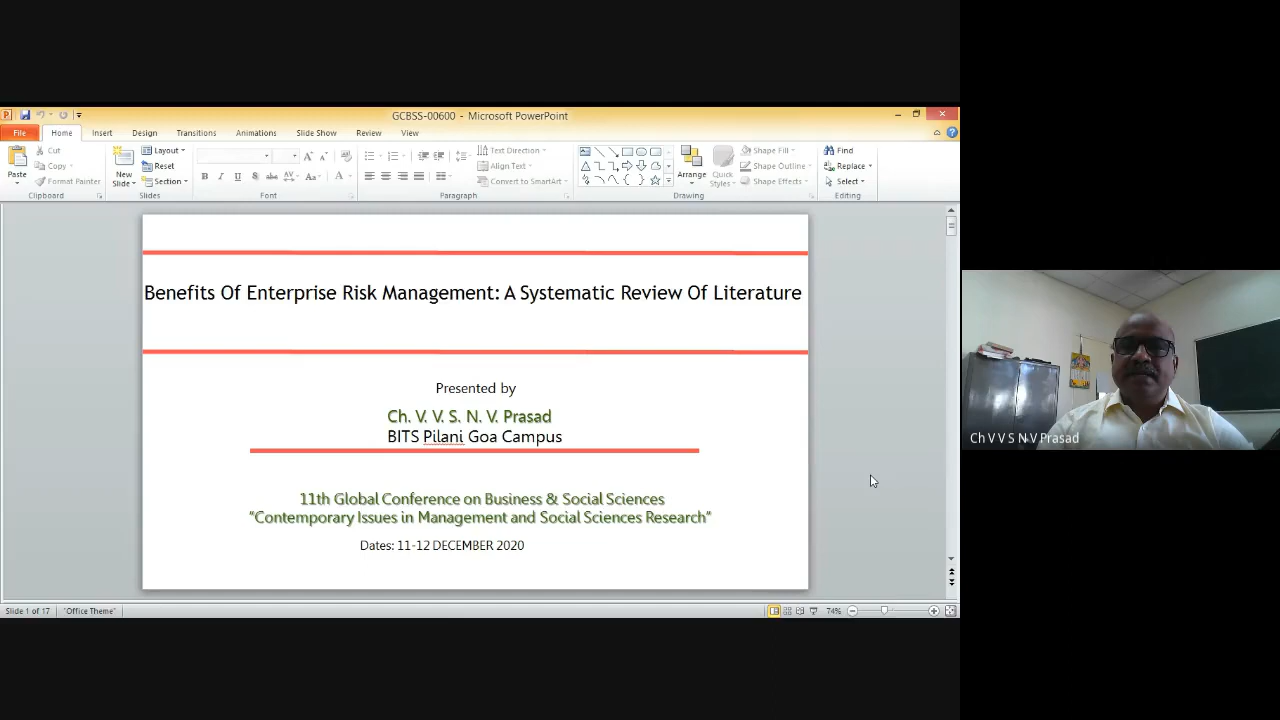 GCBSS-00600 - Microsoft PowerPoint
File Home Insert Design Transitions Animations Slide Show Review View
Paste
Cut
Copy
Format Painter
Clipboard
New
Slide
Layout
Reset
Section
Slides
B I U S abc AV Aa A
Font
Text Direction
Align Text
Convert to SmartArt
Paragraph
Arrange
Quick
Styles
Drawing
Shape Fill
Shape Outline
Shape Effects
Find
Replace
Select
Editing
Benefits Of Enterprise Risk Management: A Systematic Review Of Literature
Presented by
Ch. V. V. S. N. V. Prasad
BITS Pilani Goa Campus
11th Global Conference on Business & Social Sciences
"Contemporary Issues in Management and Social Sciences Research"
Dates: 11-12 DECEMBER 2020
Ch V V S N V Prasad
Slide 1 of 17 "Office Theme" 74%